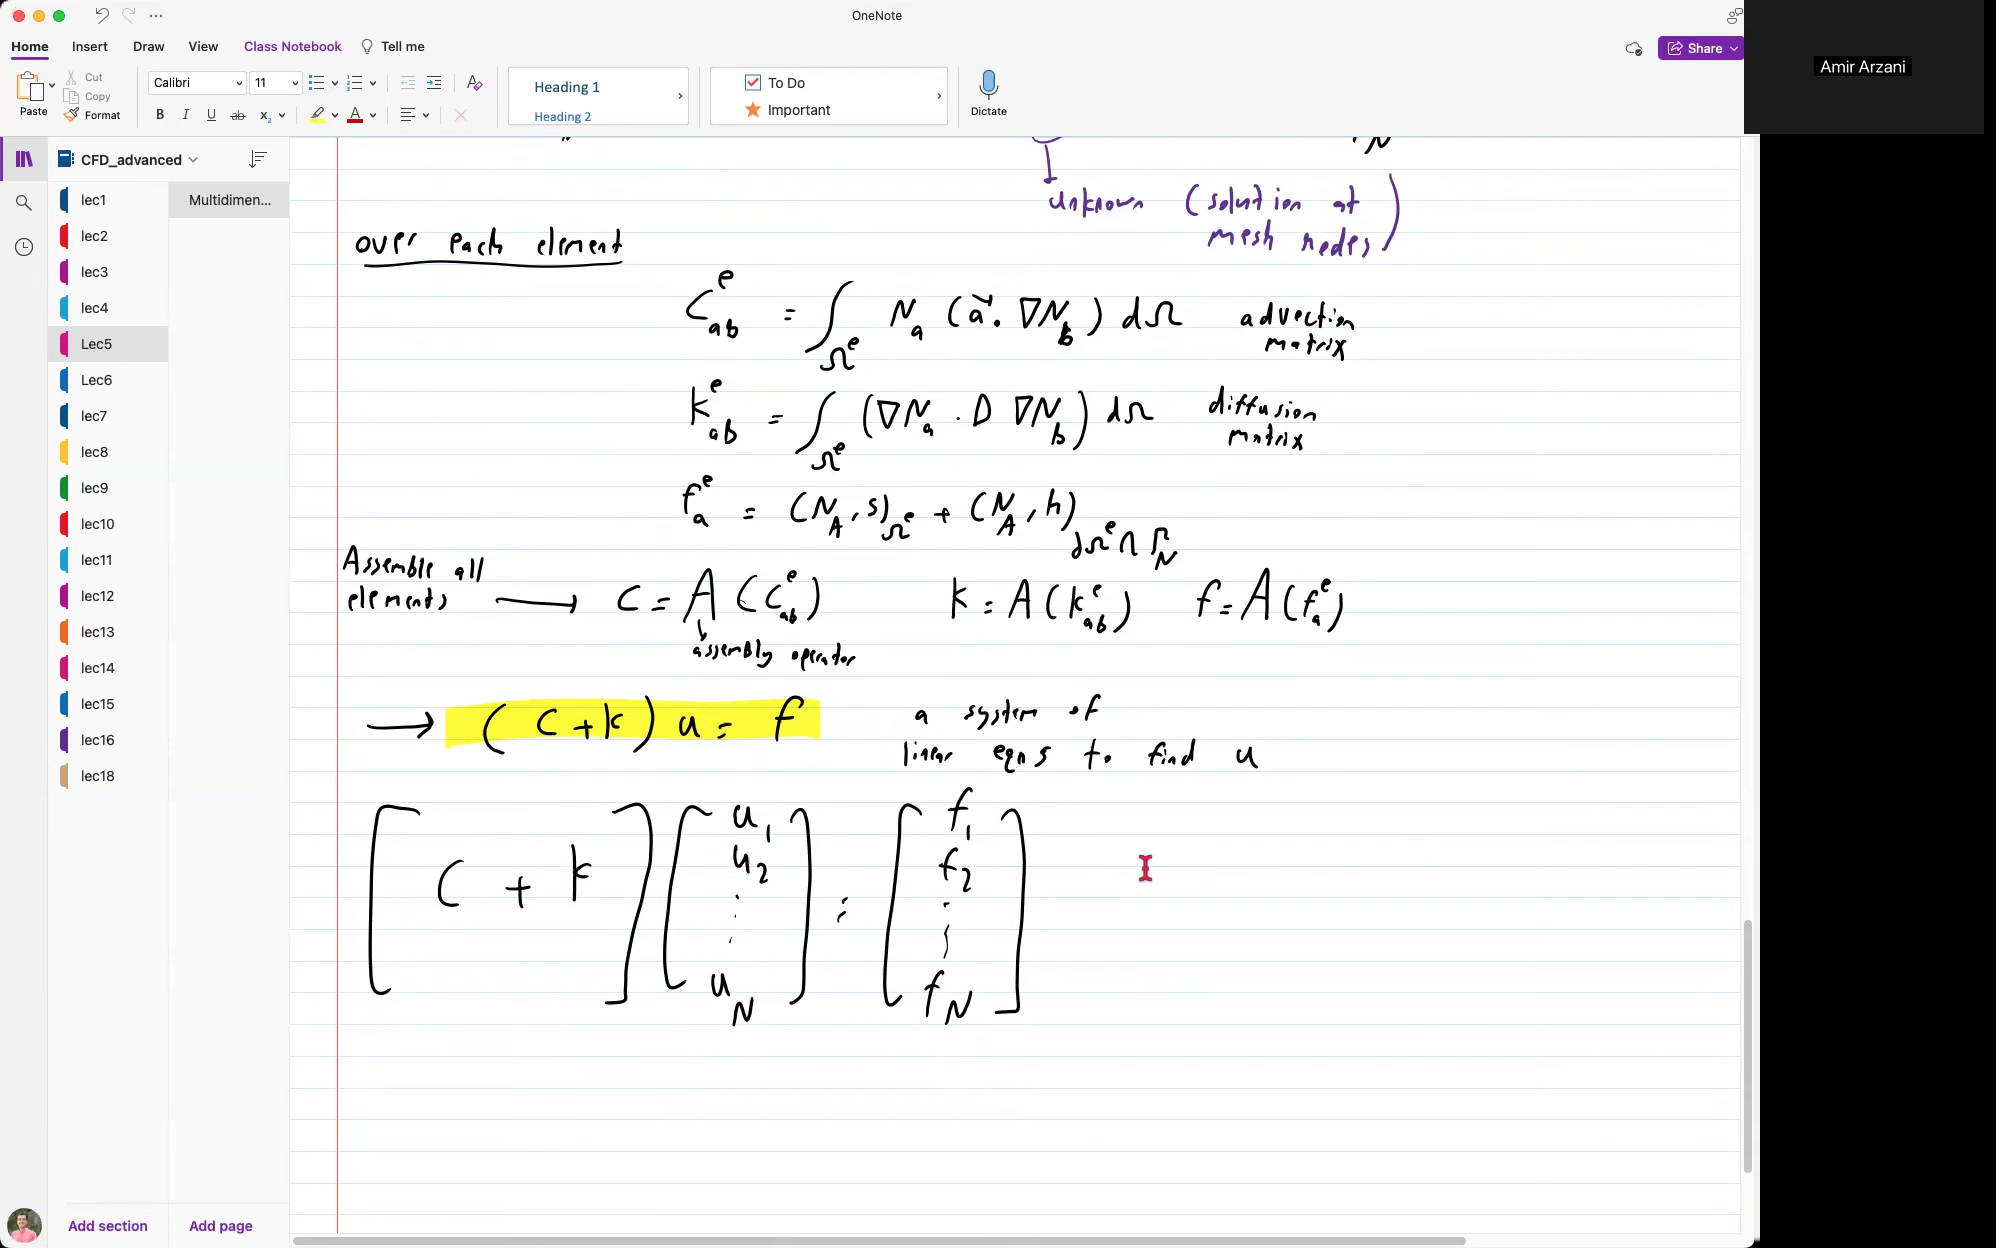 OneNote
Amir Arzani
Home Insert Draw View Class Notebook Tell me Share
Paste Cut Copy Format
Calibri 11
B I U ab x₂ A
Heading 1
Heading 2
To Do
Important
Dictate
CFD_advanced
lec1
lec2
lec3
lec4
Lec5
Lec6
lec7
lec8
lec9
lec10
lec11
lec12
lec13
lec14
lec15
lec16
lec18
Multidimen...
Add section Add page
N
unknown (solution at
mesh nodes)
over each element
C^e_ab = ∫_Ω^e N_a (ã · ∇N_b) dΩ advection
matrix
K^e_ab = ∫_Ω^e (∇N_a · D ∇N_b) dΩ diffusion
matrix
f^e_a = (N_A, s)_Ω^e + (N_A, h)_∂Ω^e ∩ Γ_N
Assemble all
elements → C = A (C^e_ab) K = A (K^e_ab) f = A (f^e_a)
assembly operator
→ (C + K) u = f a system of
linear eqns to find u
[ C + K ] [ u_1 u_2 ⋮ u_N ] = [ f_1 f_2 ⋮ f_N ]